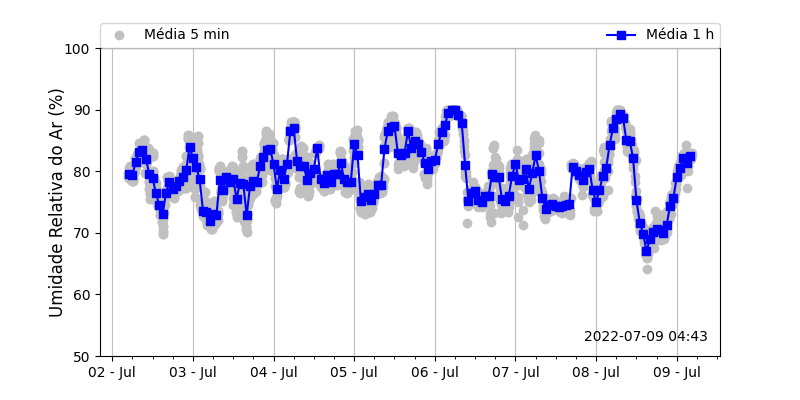 Média 5 min
Média 1 h
Umidade Relativa do Ar (%)
100
90
80
70
60
50
2022-07-09 04:43
02 - Jul
03 - Jul
04 - Jul
05 - Jul
06 - Jul
07 - Jul
08 - Jul
09 - Jul